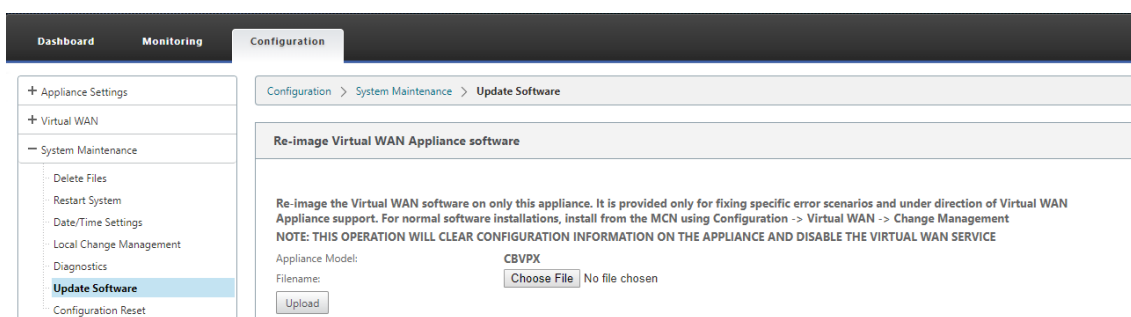 Dashboard Monitoring Configuration
+ Appliance Settings
+ Virtual WAN
− System Maintenance
Delete Files
Restart System
Date/Time Settings
Local Change Management
Diagnostics
Update Software
Configuration Reset
Configuration > System Maintenance > Update Software
Re-image Virtual WAN Appliance software
Re-image the Virtual WAN software on only this appliance. It is provided only for fixing specific error scenarios and under direction of Virtual WAN
Appliance support. For normal software installations, install from the MCN using Configuration -> Virtual WAN -> Change Management
NOTE: THIS OPERATION WILL CLEAR CONFIGURATION INFORMATION ON THE APPLIANCE AND DISABLE THE VIRTUAL WAN SERVICE
Appliance Model: CBVPX
Filename: Choose File No file chosen
Upload